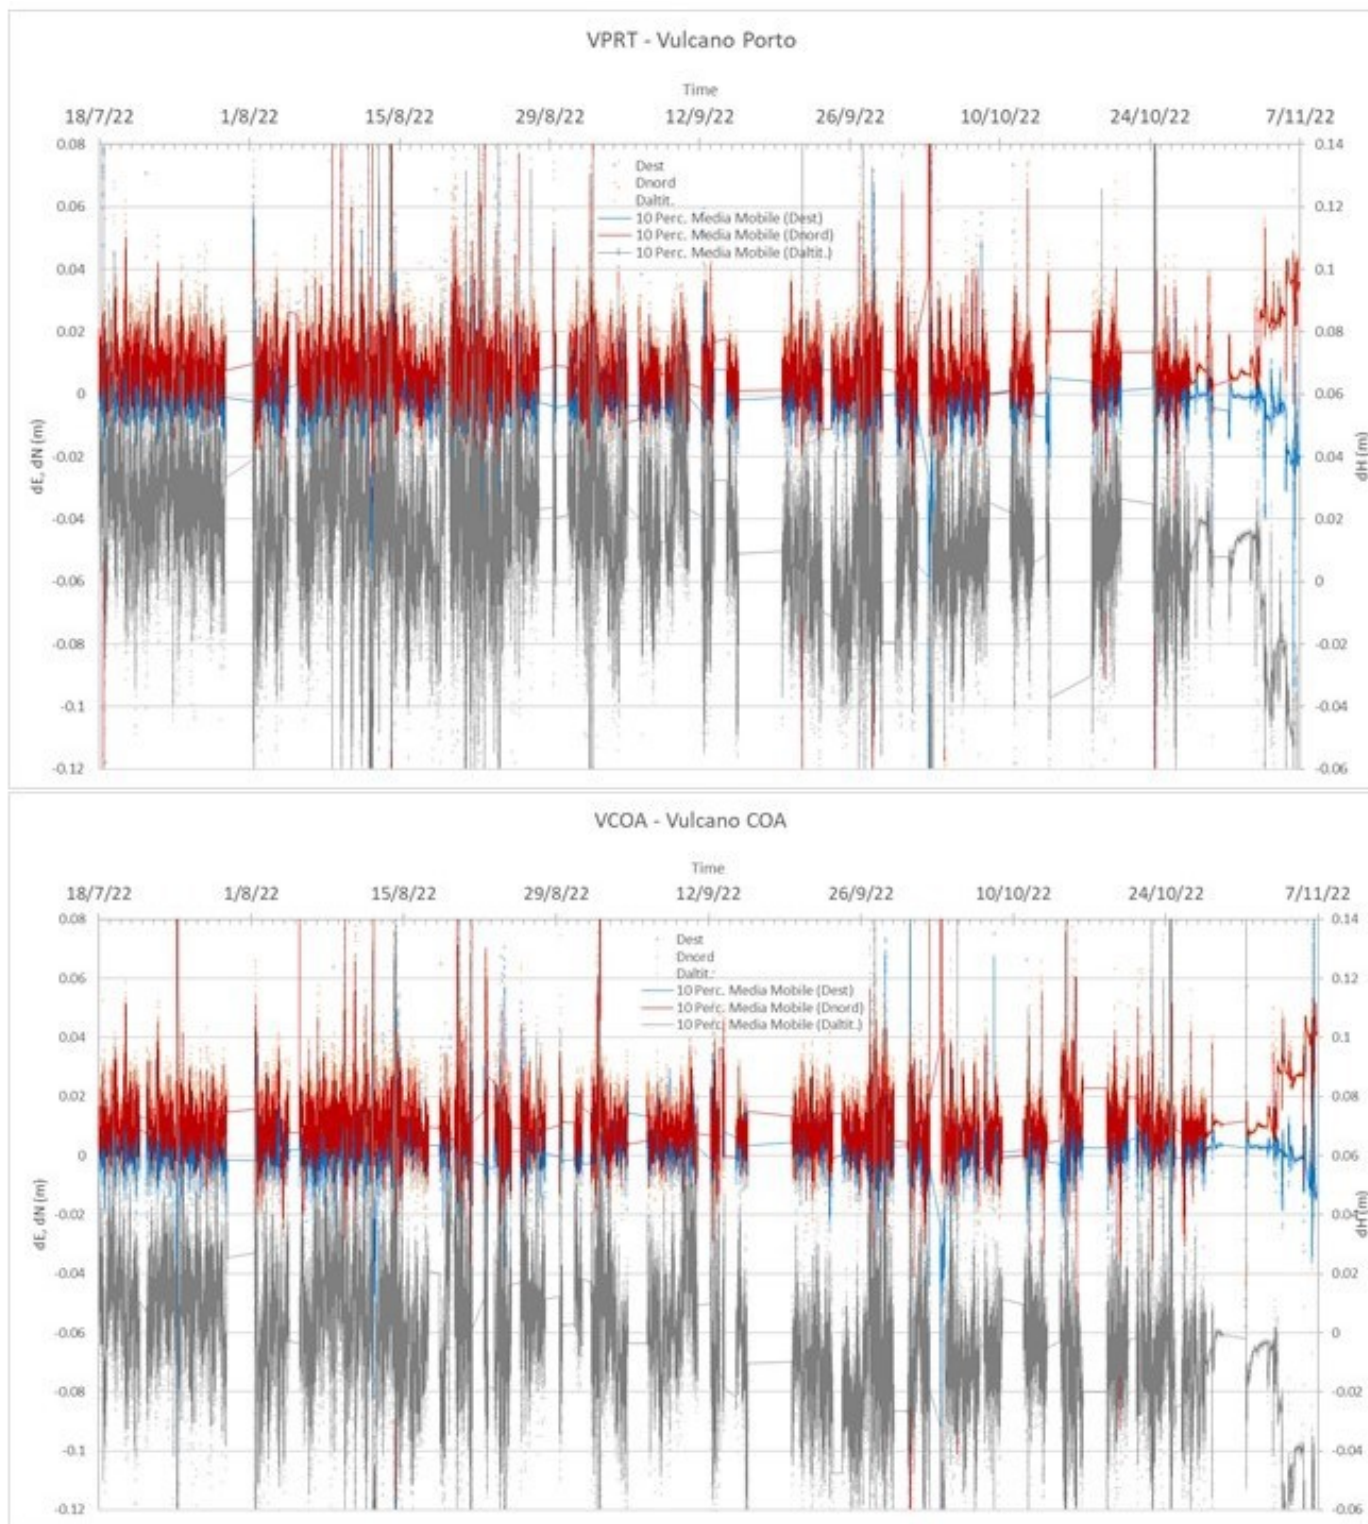 VPRT - Vulcano Porto
Time
18/7/22 1/8/22 15/8/22 29/8/22 12/9/22 26/9/22 10/10/22 24/10/22 7/11/22
0.08 0.14
Dest
Dnord
Daltit.
0.06 0.12
10 Perc. Media Mobile (Dest)
10 Perc. Media Mobile (Dnord)
10 Perc. Media Mobile (Daltit.)
0.04 0.1
0.02 0.08
0 0.06
-0.02 0.04
dE, dN (m)
dH (m)
-0.04 0.02
-0.06 0
-0.08 -0.02
-0.1 -0.04
-0.12 -0.06
VCOA - Vulcano COA
Time
18/7/22 1/8/22 15/8/22 29/8/22 12/9/22 26/9/22 10/10/22 24/10/22 7/11/22
0.08 0.14
Dest
Dnord
Daltit.
0.06 0.12
10 Perc. Media Mobile (Dest)
10 Perc. Media Mobile (Dnord)
10 Perc. Media Mobile (Daltit.)
0.04 0.1
0.02 0.08
0 0.06
-0.02 0.04
dE, dN (m)
dH (m)
-0.04 0.02
-0.06 0
-0.08 -0.02
-0.1 -0.04
-0.12 -0.06